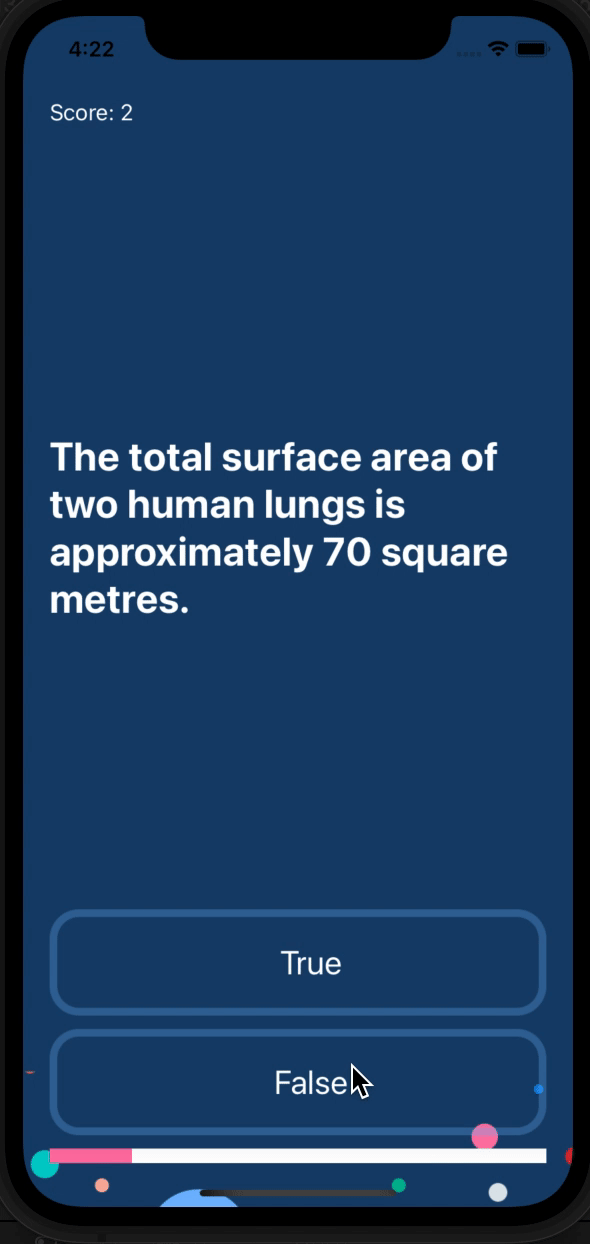 4:22
Score: 2
The total surface area of
two human lungs is
approximately 70 square
metres.
True
False